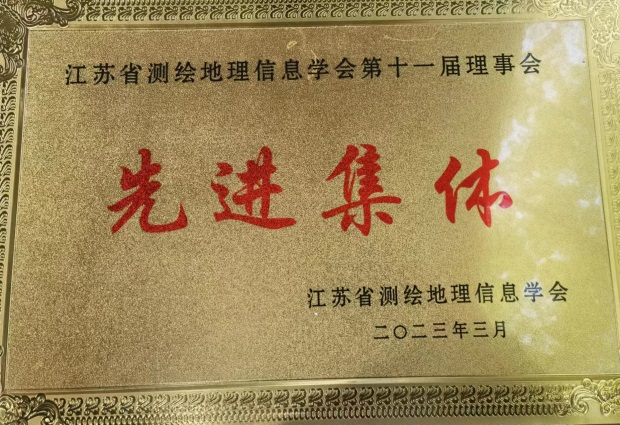 江苏省测绘地理信息学会第十一届理事会
先进集体
江苏省测绘地理信息学会
二〇二三年三月